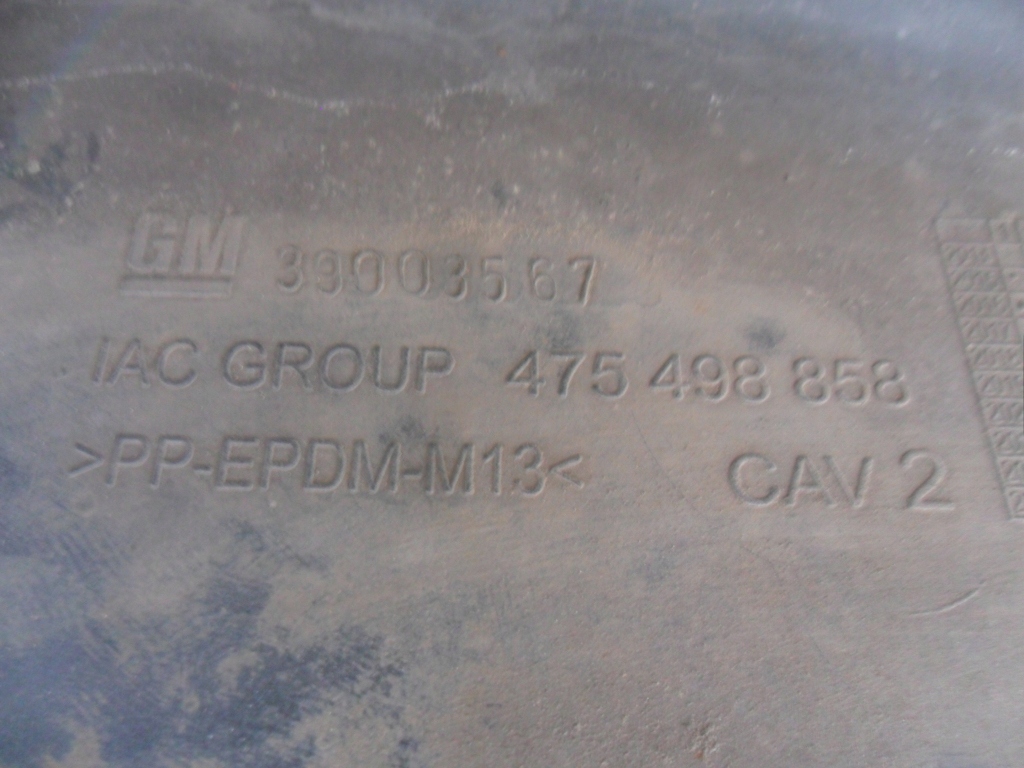 GM 39003567
IAC GROUP 475 498 858
>PP-EPDM-M13< CAV 2